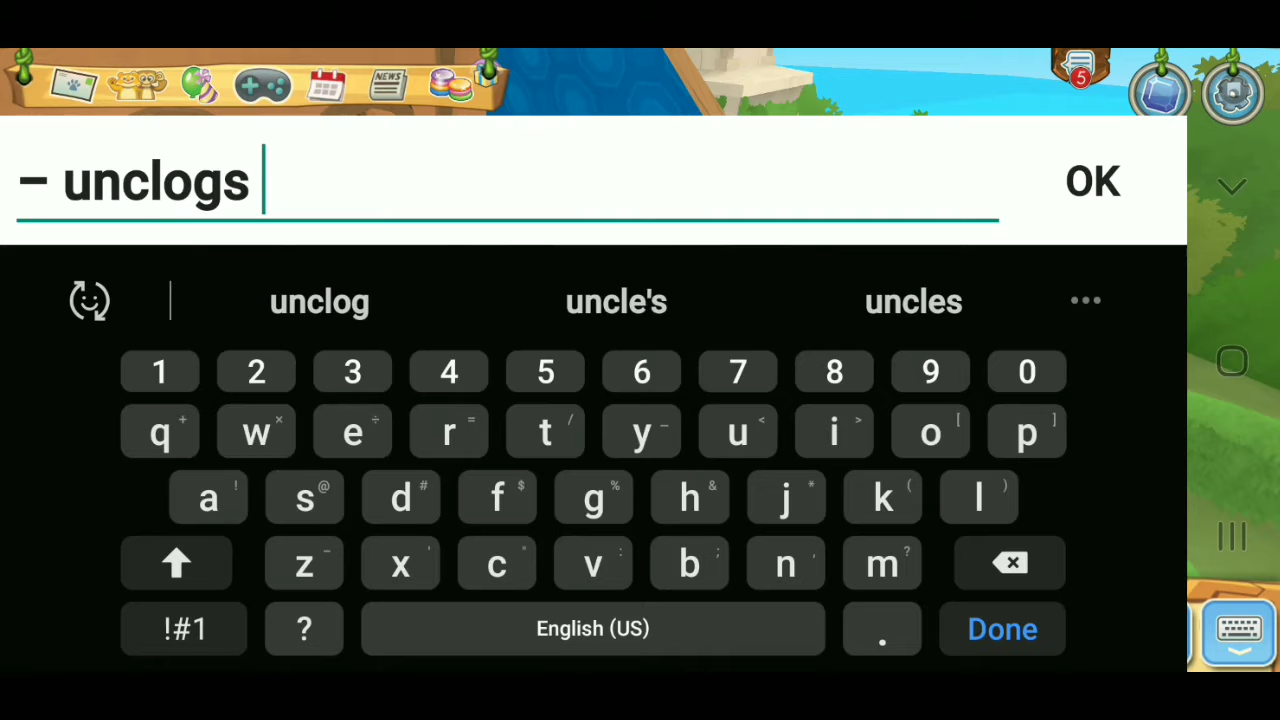 NEWS
5
– unclogs
OK
unclog uncle's uncles
1 2 3 4 5 6 7 8 9 0
q + w × e ÷ r = t / y _ u < i > o [ p ]
a ! s @ d # f $ g % h & j * k ( l )
z - x ' c " v : b ; n , m ?
!#1 ? English (US) . Done